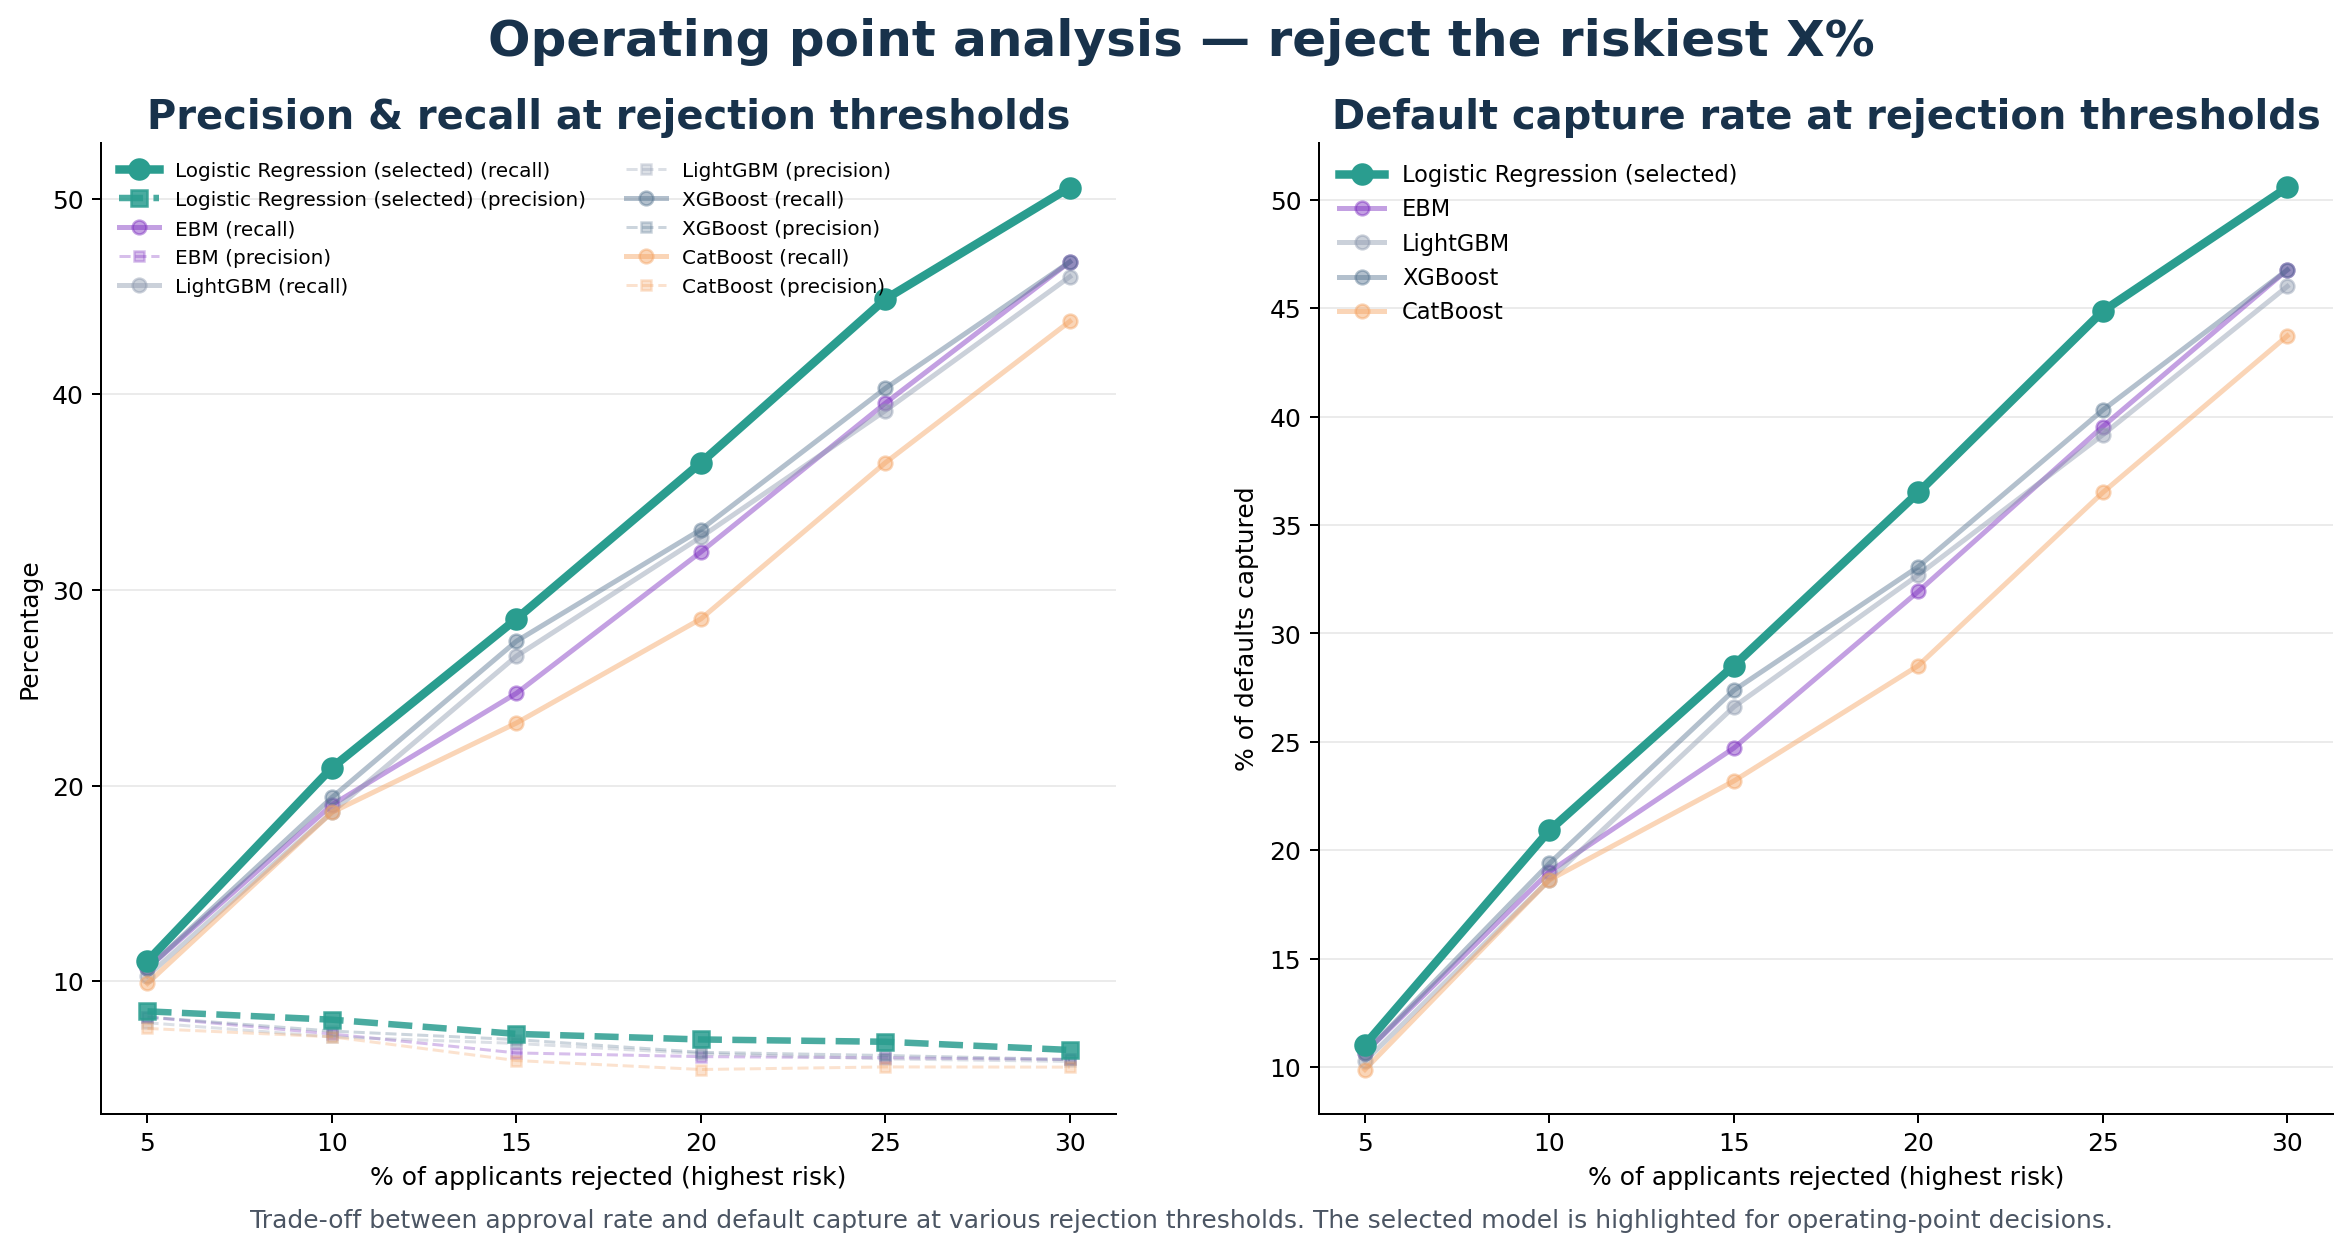 Operating point analysis — reject the riskiest X%
Precision & recall at rejection thresholds
Logistic Regression (selected) (recall)
Logistic Regression (selected) (precision)
EBM (recall)
EBM (precision)
LightGBM (recall)
LightGBM (precision)
XGBoost (recall)
XGBoost (precision)
CatBoost (recall)
CatBoost (precision)
Percentage
50
40
30
20
10
5
10
15
20
25
30
% of applicants rejected (highest risk)
Default capture rate at rejection thresholds
Logistic Regression (selected)
EBM
LightGBM
XGBoost
CatBoost
% of defaults captured
50
45
40
35
30
25
20
15
10
5
10
15
20
25
30
% of applicants rejected (highest risk)
Trade-off between approval rate and default capture at various rejection thresholds. The selected model is highlighted for operating-point decisions.